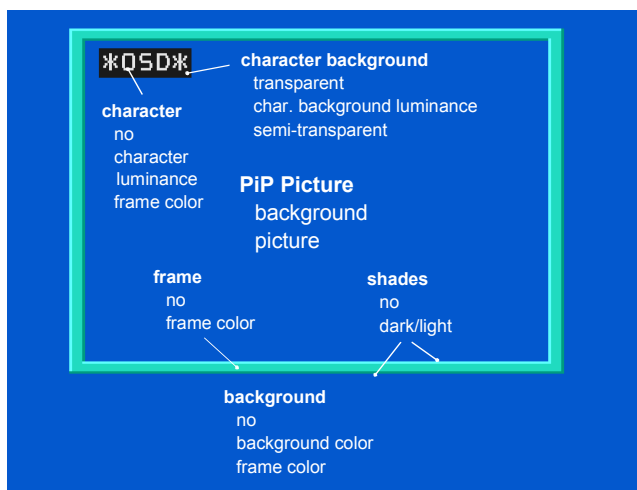 *OSD*
character background
transparent
char. background luminance
semi-transparent
character
no
character
luminance
frame color
PiP Picture
background
picture
frame
no
frame color
shades
no
dark/light
background
no
background color
frame color